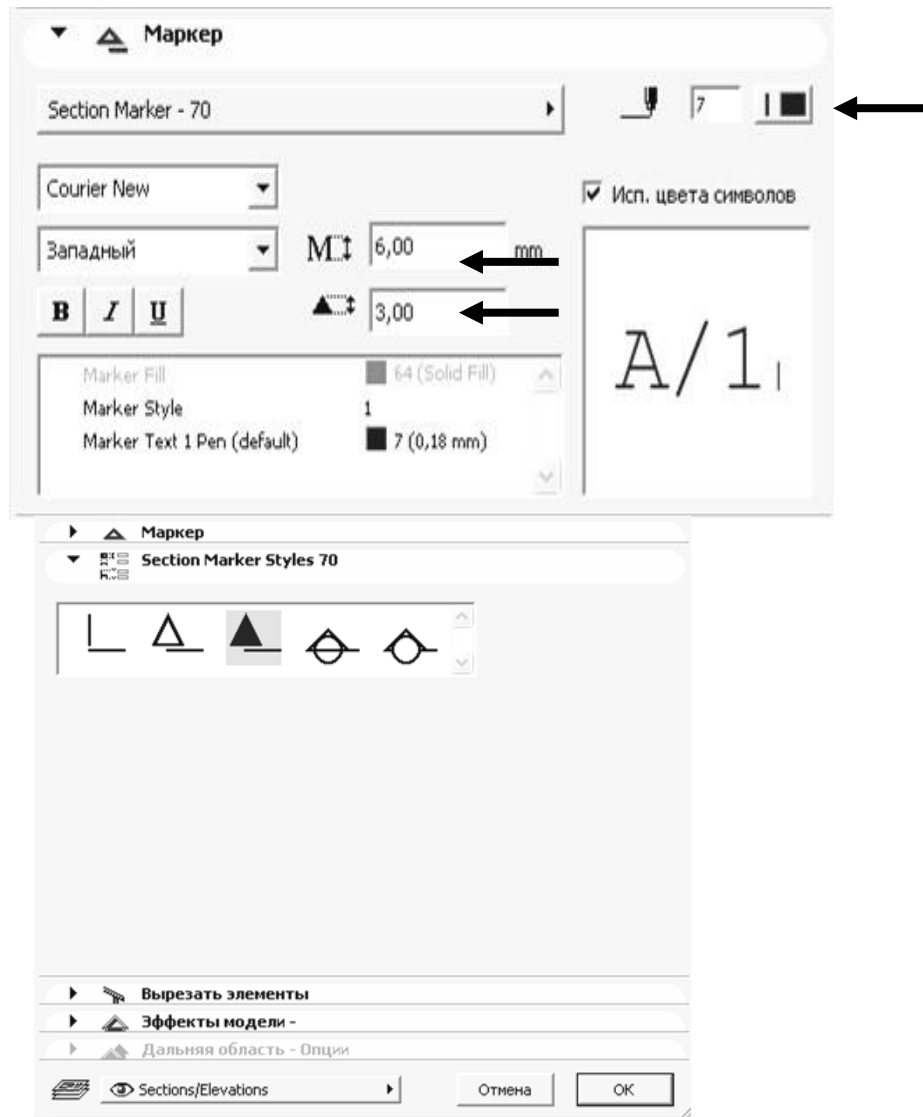 Маркер
Section Marker - 70
7
Courier New
Исп. цвета символов
Западный
M
6,00
mm
B I U
3,00
A/1
Marker Fill 64 (Solid Fill)
Marker Style 1
Marker Text 1 Pen (default) 7 (0,18 mm)
Маркер
Section Marker Styles 70
Вырезать элементы
Эффекты модели -
Дальняя область - Опции
Sections/Elevations
Отмена
OK